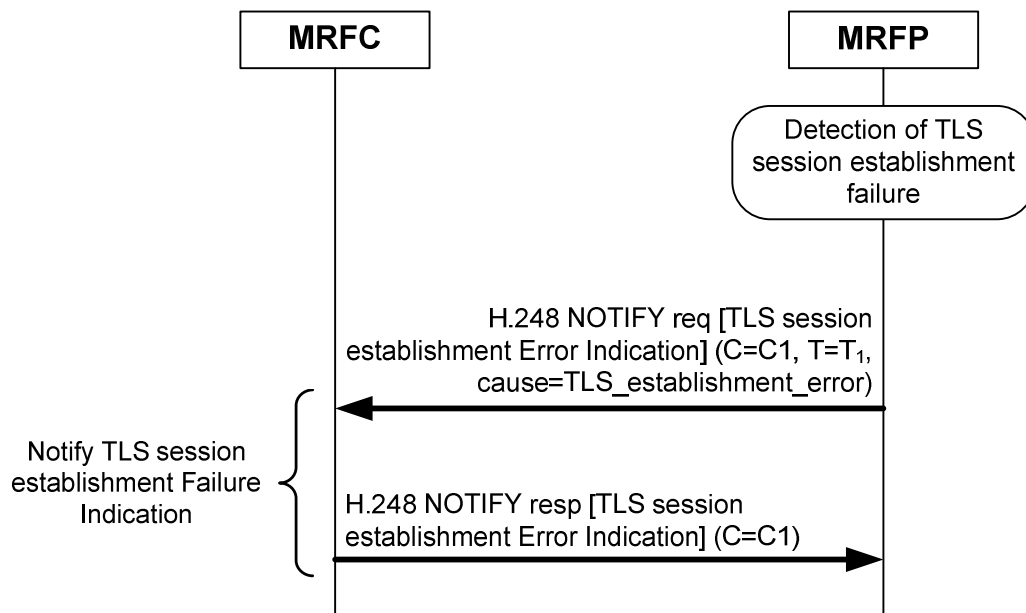 MRFC
MRFP
Detection of TLS
session establishment
failure
H.248 NOTIFY req [TLS session
establishment Error Indication] (C=C1, T=T₁,
cause=TLS_establishment_error)
Notify TLS session
establishment Failure
Indication
H.248 NOTIFY resp [TLS session
establishment Error Indication] (C=C1)